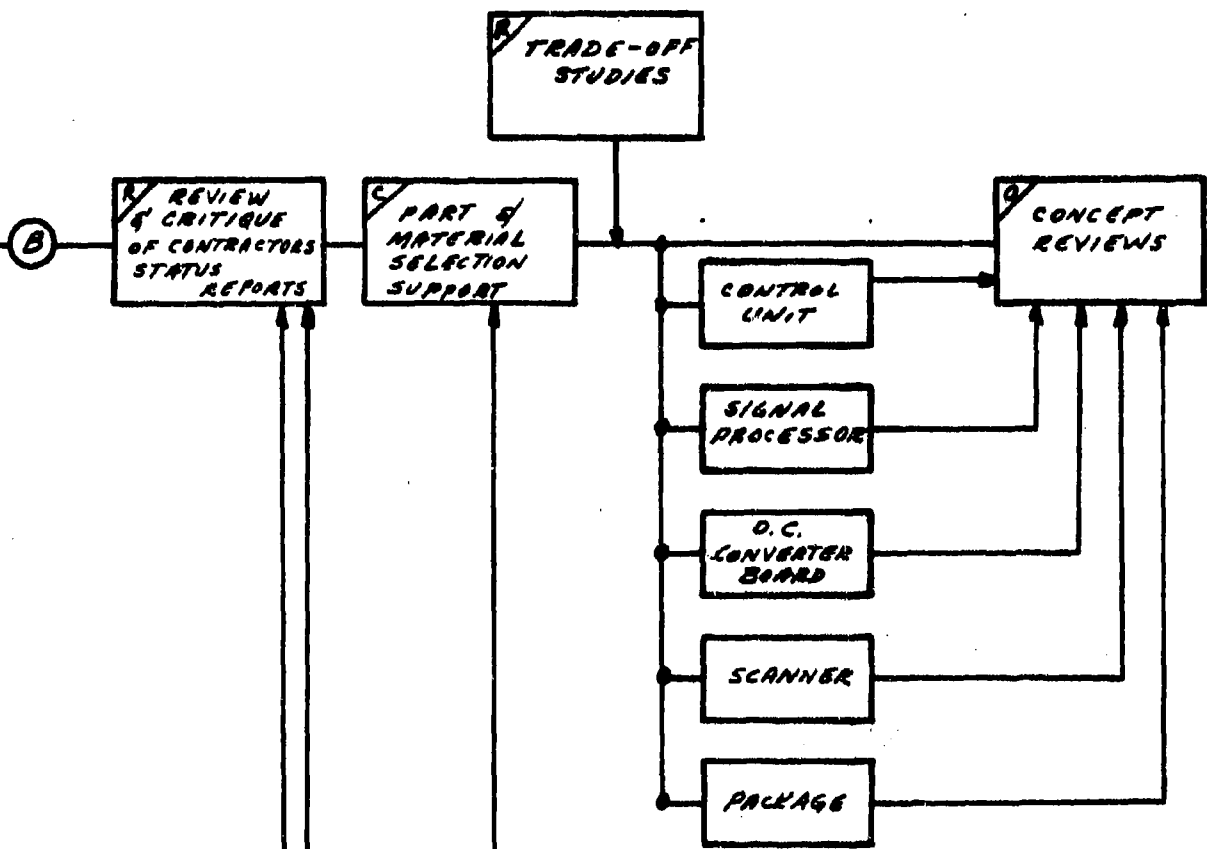 R
TRADE-OFF
STUDIES
R
REVIEW
& CRITIQUE
OF CONTRACTORS
STATUS
REPORTS
C
PART &
MATERIAL
SELECTION
SUPPORT
CONCEPT
REVIEWS
B
CONTROL
UNIT
SIGNAL
PROCESSOR
D.C.
CONVERTER
BOARD
SCANNER
PACKAGE